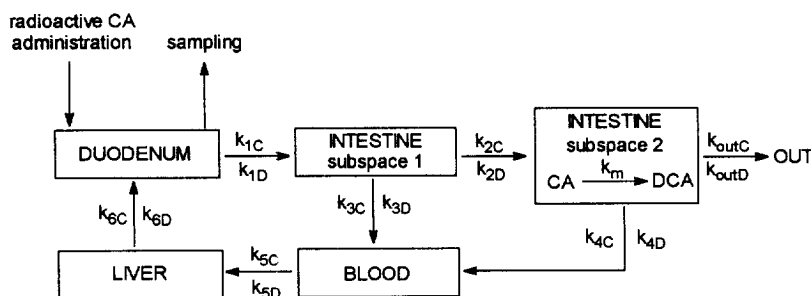 radioactive CA
administration
sampling
DUODENUM
k1C
k1D
INTESTINE
subspace 1
k2C
k2D
INTESTINE
subspace 2
CA km DCA
koutC
koutD
OUT
k3C k3D
k4C k4D
k6C k6D
LIVER
k5C
k5D
BLOOD